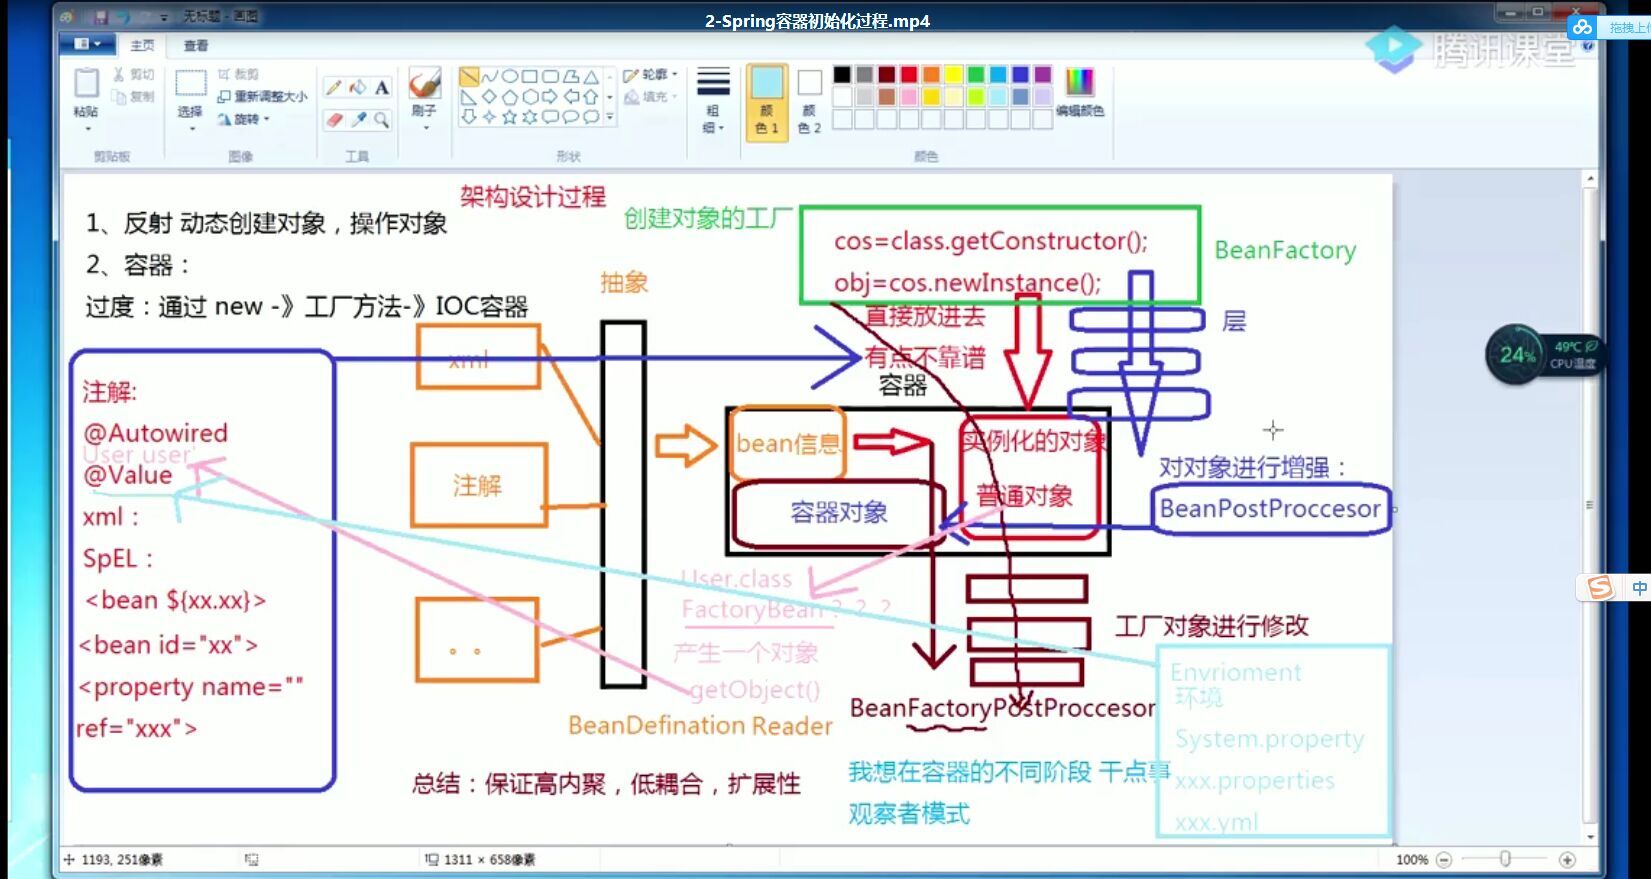 2-Spring容器初始化过程.mp4
无标题 - 画图
拖拽上传
腾讯课堂
主页
查看
粘贴
剪切
复制
剪贴板
选择
裁剪
重新调整大小
旋转
图像
工具
刷子
形状
轮廓
填充
粗细
颜色 1
颜色 2
颜色
编辑颜色
架构设计过程
1、反射 动态创建对象，操作对象
2、容器：
过度：通过 new -》工厂方法-》IOC容器
创建对象的工厂
cos=class.getConstructor();
obj=cos.newInstance();
BeanFactory
抽象
直接放进去
有点不靠谱
层
容器
xml
注解
。。
注解:
@Autowired
User user
@Value
xml：
SpEL：
<bean ${xx.xx}>
<bean id="xx">
<property name=""
ref="xxx">
bean信息
容器对象
实例化的对象
普通对象
对对象进行增强：
BeanPostProccesor
User.class
FactoryBean ? ? ?
产生一个对象
getObject()
工厂对象进行修改
BeanDefination Reader
BeanFactoryPostProccesor
Envrioment
环境
System.property
xxx.properties
xxx.yml
总结：保证高内聚，低耦合，扩展性
我想在容器的不同阶段 干点事
观察者模式
24%
49℃
CPU温度
中
1193, 251像素
1311 × 658像素
100%